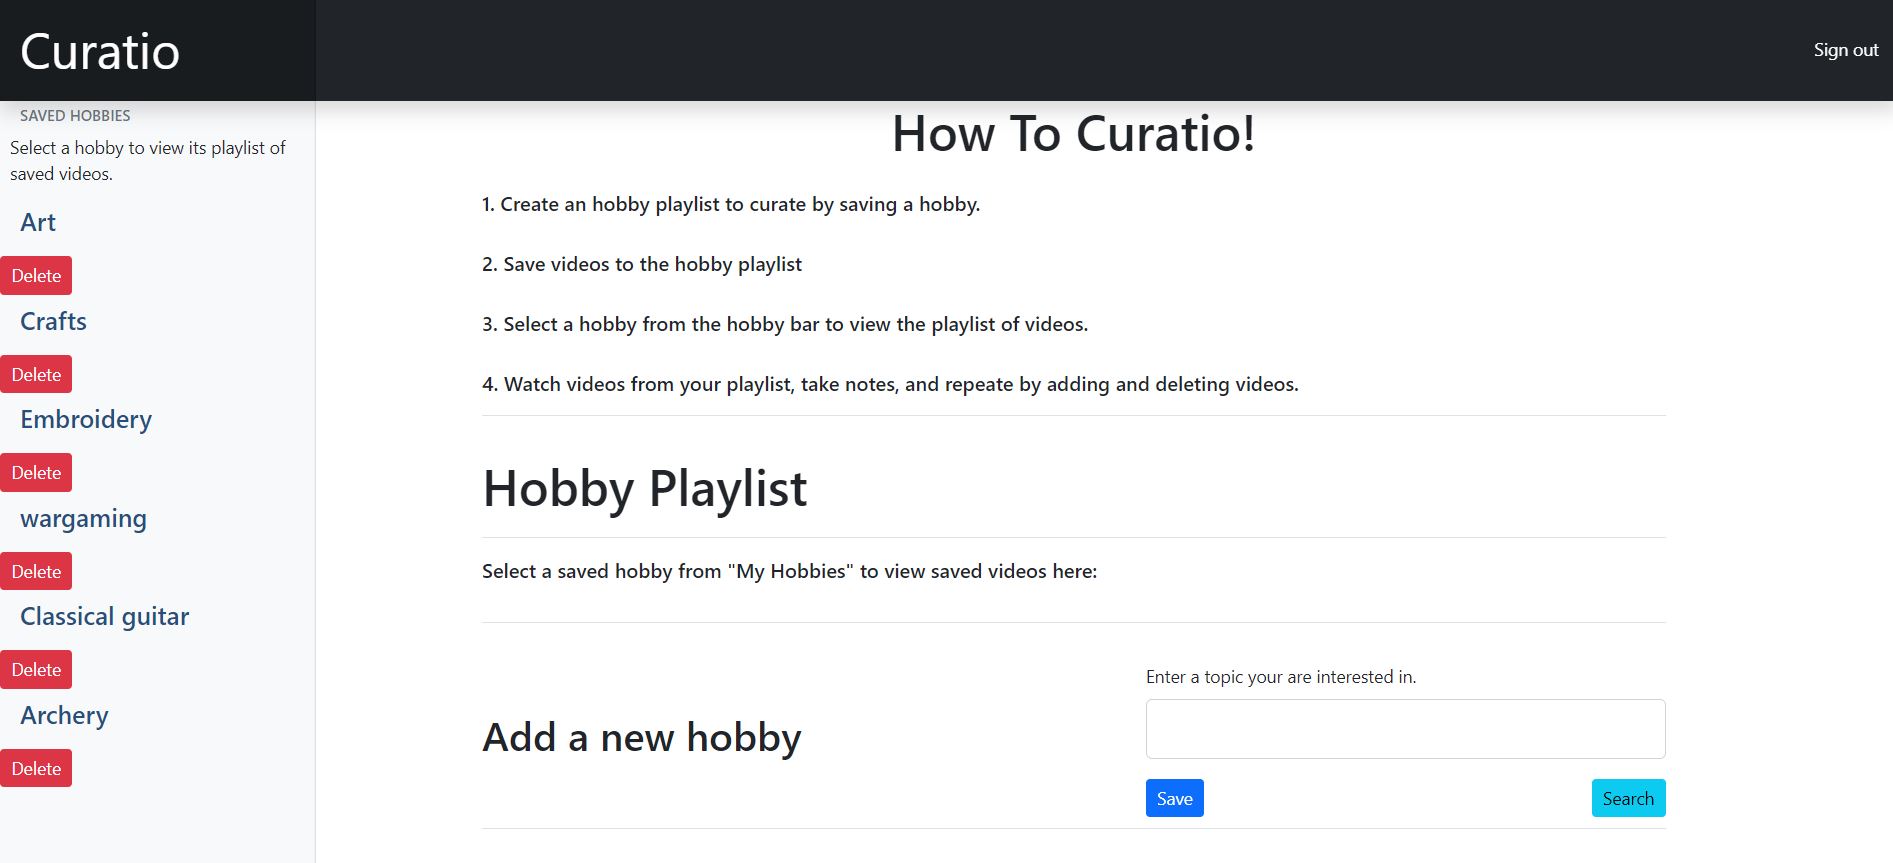 Curatio
Sign out
SAVED HOBBIES
Select a hobby to view its playlist of
saved videos.
Art
Delete
Crafts
Delete
Embroidery
Delete
wargaming
Delete
Classical guitar
Delete
Archery
Delete
How To Curatio!
1. Create an hobby playlist to curate by saving a hobby.
2. Save videos to the hobby playlist
3. Select a hobby from the hobby bar to view the playlist of videos.
4. Watch videos from your playlist, take notes, and repeat by adding and deleting videos.
Hobby Playlist
Select a saved hobby from "My Hobbies" to view saved videos here:
Add a new hobby
Enter a topic your are interested in.
Save
Search